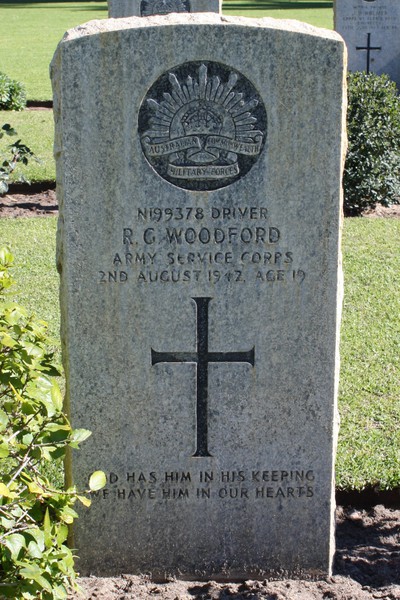 AUSTRALIAN COMMONWEALTH
MILITARY FORCES
N199378 DRIVER
R. G. WOODFORD
ARMY SERVICE CORPS
2ND AUGUST 1942 AGE 19
HAS HIM IN HIS KEEPING
WE HAVE HIM IN OUR HEARTS